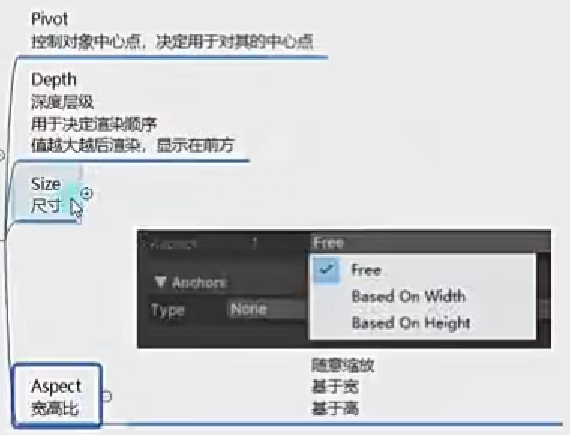 Pivot
控制对象中心点，决定用于对其的中心点
Depth
深度层级
用于决定渲染顺序
值越大越后渲染，显示在前方
Size
尺寸
Aspect 1 Free
Free
▼ Anchors
Based On Width
Type None
Based On Height
随意缩放
Aspect
基于宽
宽高比
基于高